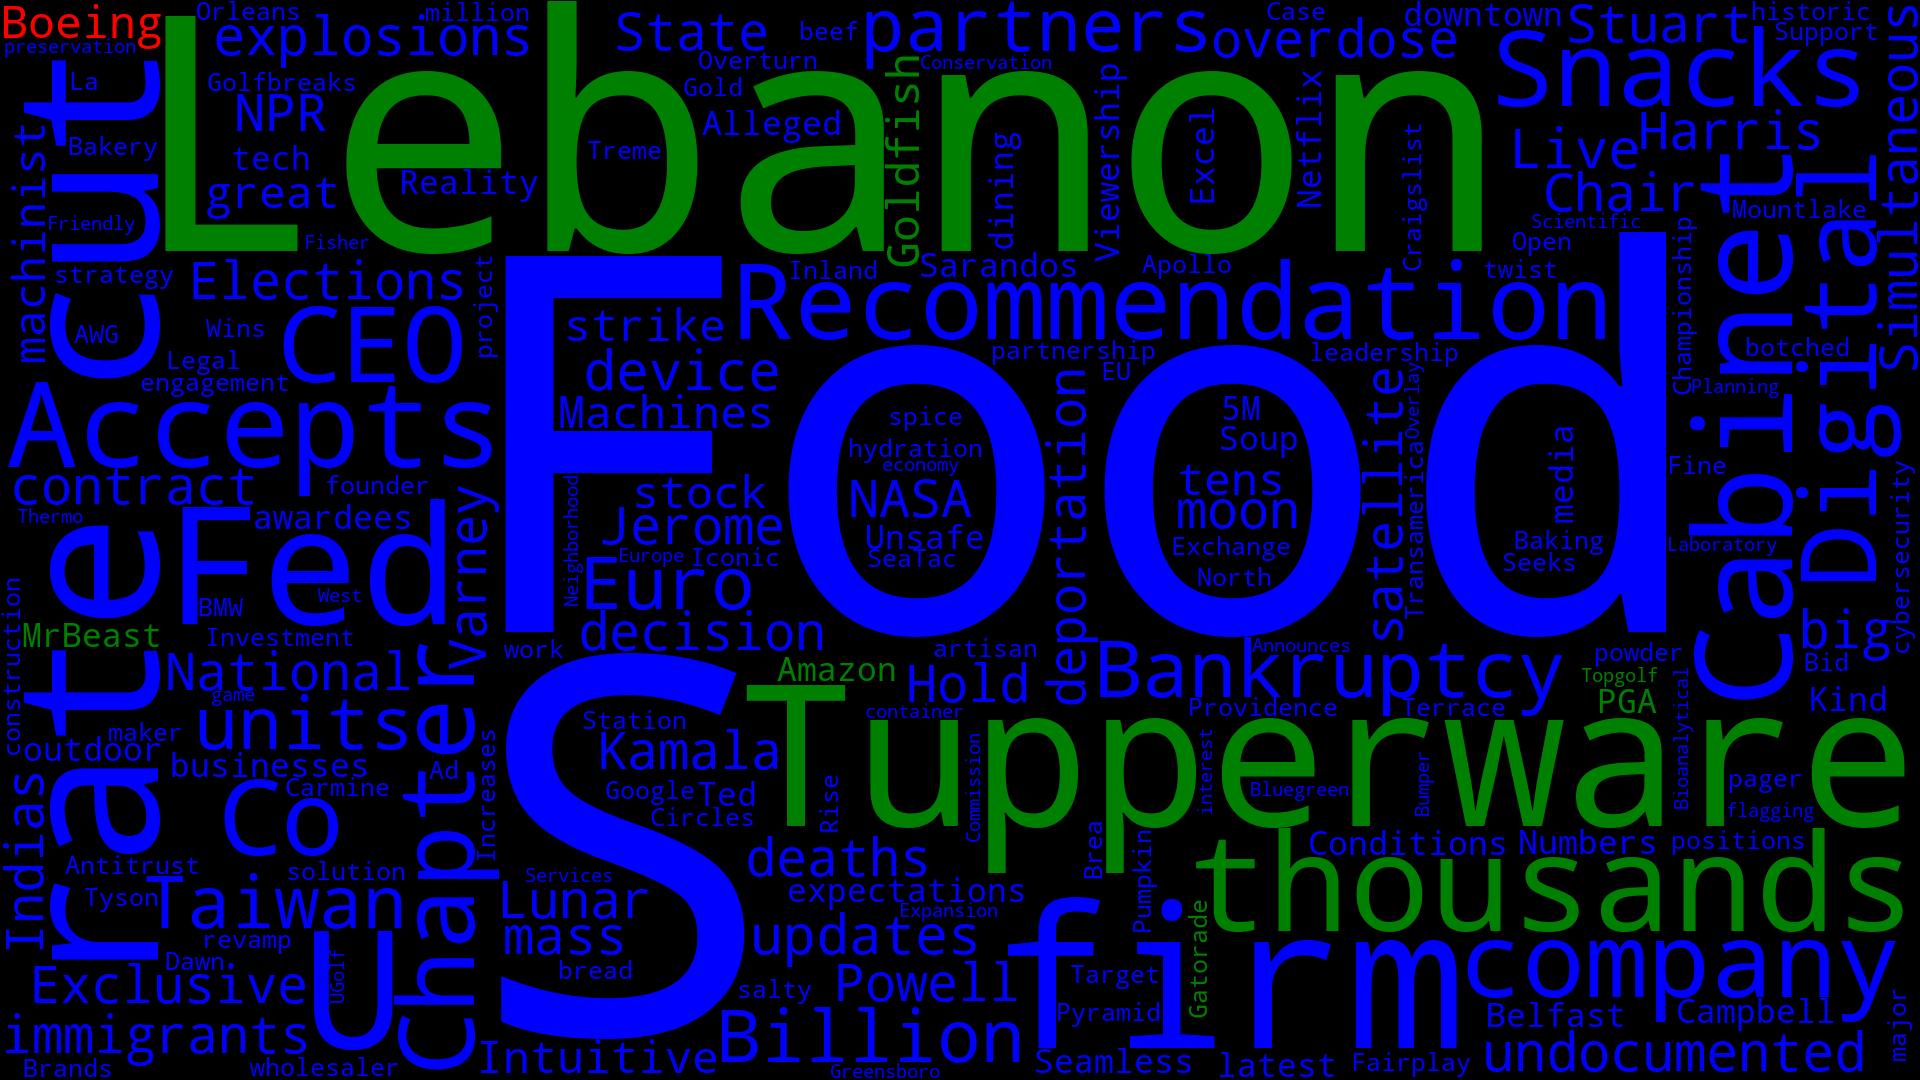 Boeing
preservation
Orleans
million
explosions
State
beef
partners
overdose
Case
downtown
Stuart
historic
Support
Simultaneous
Snacks
La
cut
Golfbreaks
NPR
Lebanon
Overturn
Gold
Conservation
Goldfish
Alleged
Treme
Viewership
Excel
Netflix
Craigslist
dining
Live
Harris
Chair
machinist
Bakery
tech
great
Reality
Friendly
Fisher
Mountlake
Scientific
Open
Cabinet
Digital
strategy
Elections
project
Inland
Sarandos
Apollo
twist
Championship
AWG
Wins
CEO
strike
Recommendation
Legal
engagement
device
partnership
EU
leadership
botched
Planning
Accepts
Machines
Food
spice
hydration
economy
NASA
Unsafe
SeaTac
deportation
5M
Soup
tens
moon
Exchange
North
satellite
Overlay
Transamerica
media
Baking
Seeks
Fine
Laboratory
cybersecurity
contract
founder
stock
Thermo
rate
Fed
awardees
Varney
Neighborhood
Jerome
Europe
Iconic
Euro
BMW
West
construction
MrBeast
Investment
decision
work
artisan
Announces
powder
big
Bid
Kind
National
Amazon
Hold
Bankruptcy
Topgolf
PGA
game
units
Chapter
S
Station
container
Providence
Terrace
maker
outdoor
businesses
Ad
Increases
Kamala
Tupperware
Commission
interest
Bluegreen
Bumper
Bioanalytical
pager
flagging
Google
Ted
Circles
Rise
Indias
Carmine
Co
Antitrust
solution
deaths
Brea
Pumpkin
Conditions
Numbers
positions
Tyson
Taiwan
Services
Lunar
expectations
Expansion
thousands
mass
updates
Gatorade
revamp
Dawn
U
UGolf
bread
salty
Powell
firm
Target
company
Exclusive
Pyramid
Belfast
Campbell
major
immigrants
Intuitive
Billion
Brands
wholesaler
Greensboro
Seamless
latest
Fairplay
undocumented